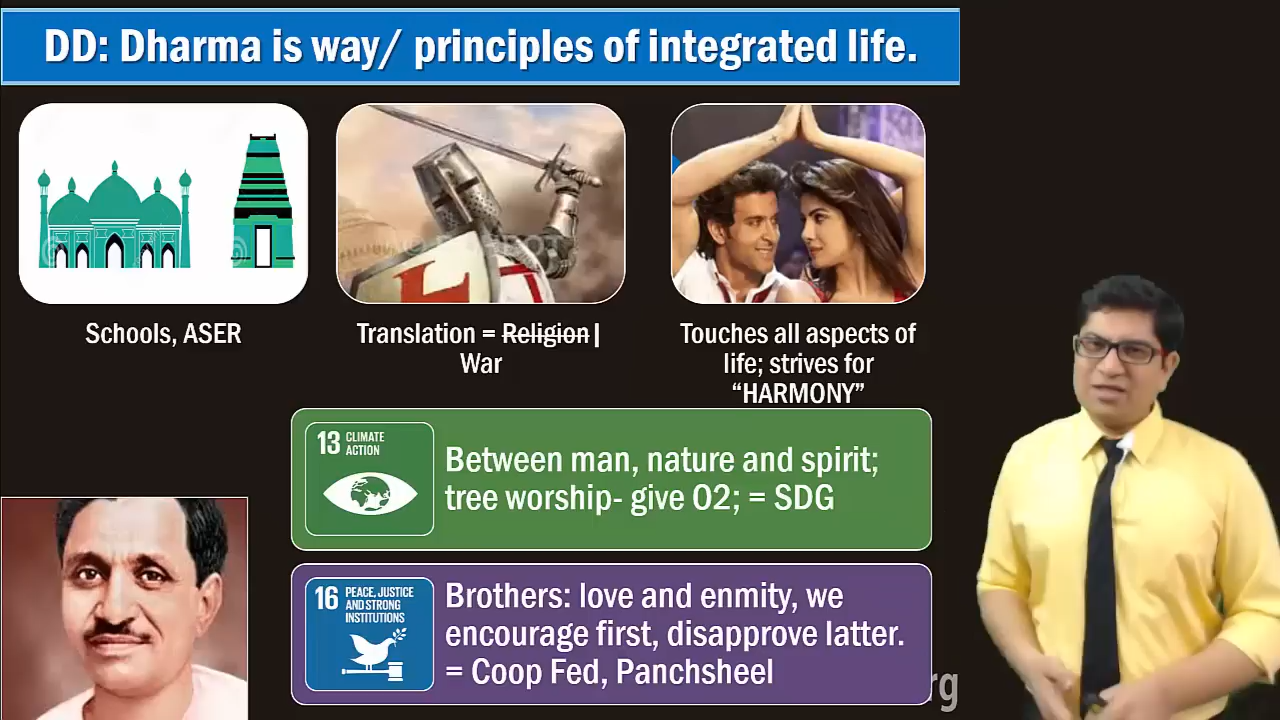 DD: Dharma is way/ principles of integrated life.
Schools, ASER
Translation = Religion |
War
Touches all aspects of
life; strives for
“HARMONY”
13 CLIMATE
ACTION
Between man, nature and spirit;
tree worship- give O2; = SDG
16 PEACE, JUSTICE
AND STRONG
INSTITUTIONS
Brothers: love and enmity, we
encourage first, disapprove latter.
= Coop Fed, Panchsheel
rg